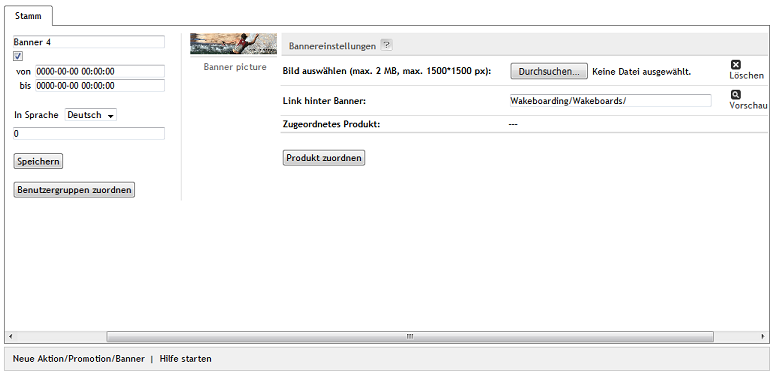 Stamm
Banner 4
von 0000-00-00 00:00:00
bis 0000-00-00 00:00:00
In Sprache Deutsch
0
Speichern
Benutzergruppen zuordnen
Banner picture
Bannereinstellungen ?
Bild auswählen (max. 2 MB, max. 1500*1500 px): Durchsuchen... Keine Datei ausgewählt. Löschen
Link hinter Banner: Wakeboarding/Wakeboards/ Vorschau
Zugeordnetes Produkt: ---
Produkt zuordnen
Neue Aktion/Promotion/Banner | Hilfe starten